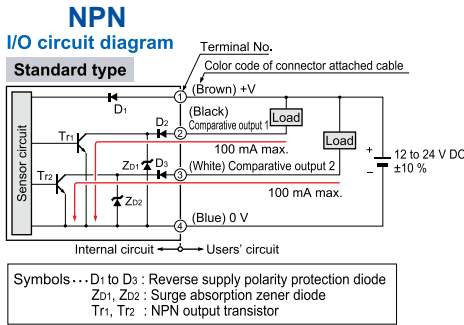 NPN
I/O circuit diagram
Standard type
Terminal No.
Color code of connector attached cable
Sensor circuit
D1
1 (Brown) +V
(Black)
Comparative output 1
Load
Load
Tr1
D2
2
100 mA max.
ZD1
D3
3 (White) Comparative output 2
Tr2
ZD2
100 mA max.
+
−
12 to 24 V DC
±10 %
4 (Blue) 0 V
Internal circuit
Users' circuit
Symbols ··· D1 to D3 : Reverse supply polarity protection diode
ZD1, ZD2 : Surge absorption zener diode
Tr1, Tr2 : NPN output transistor